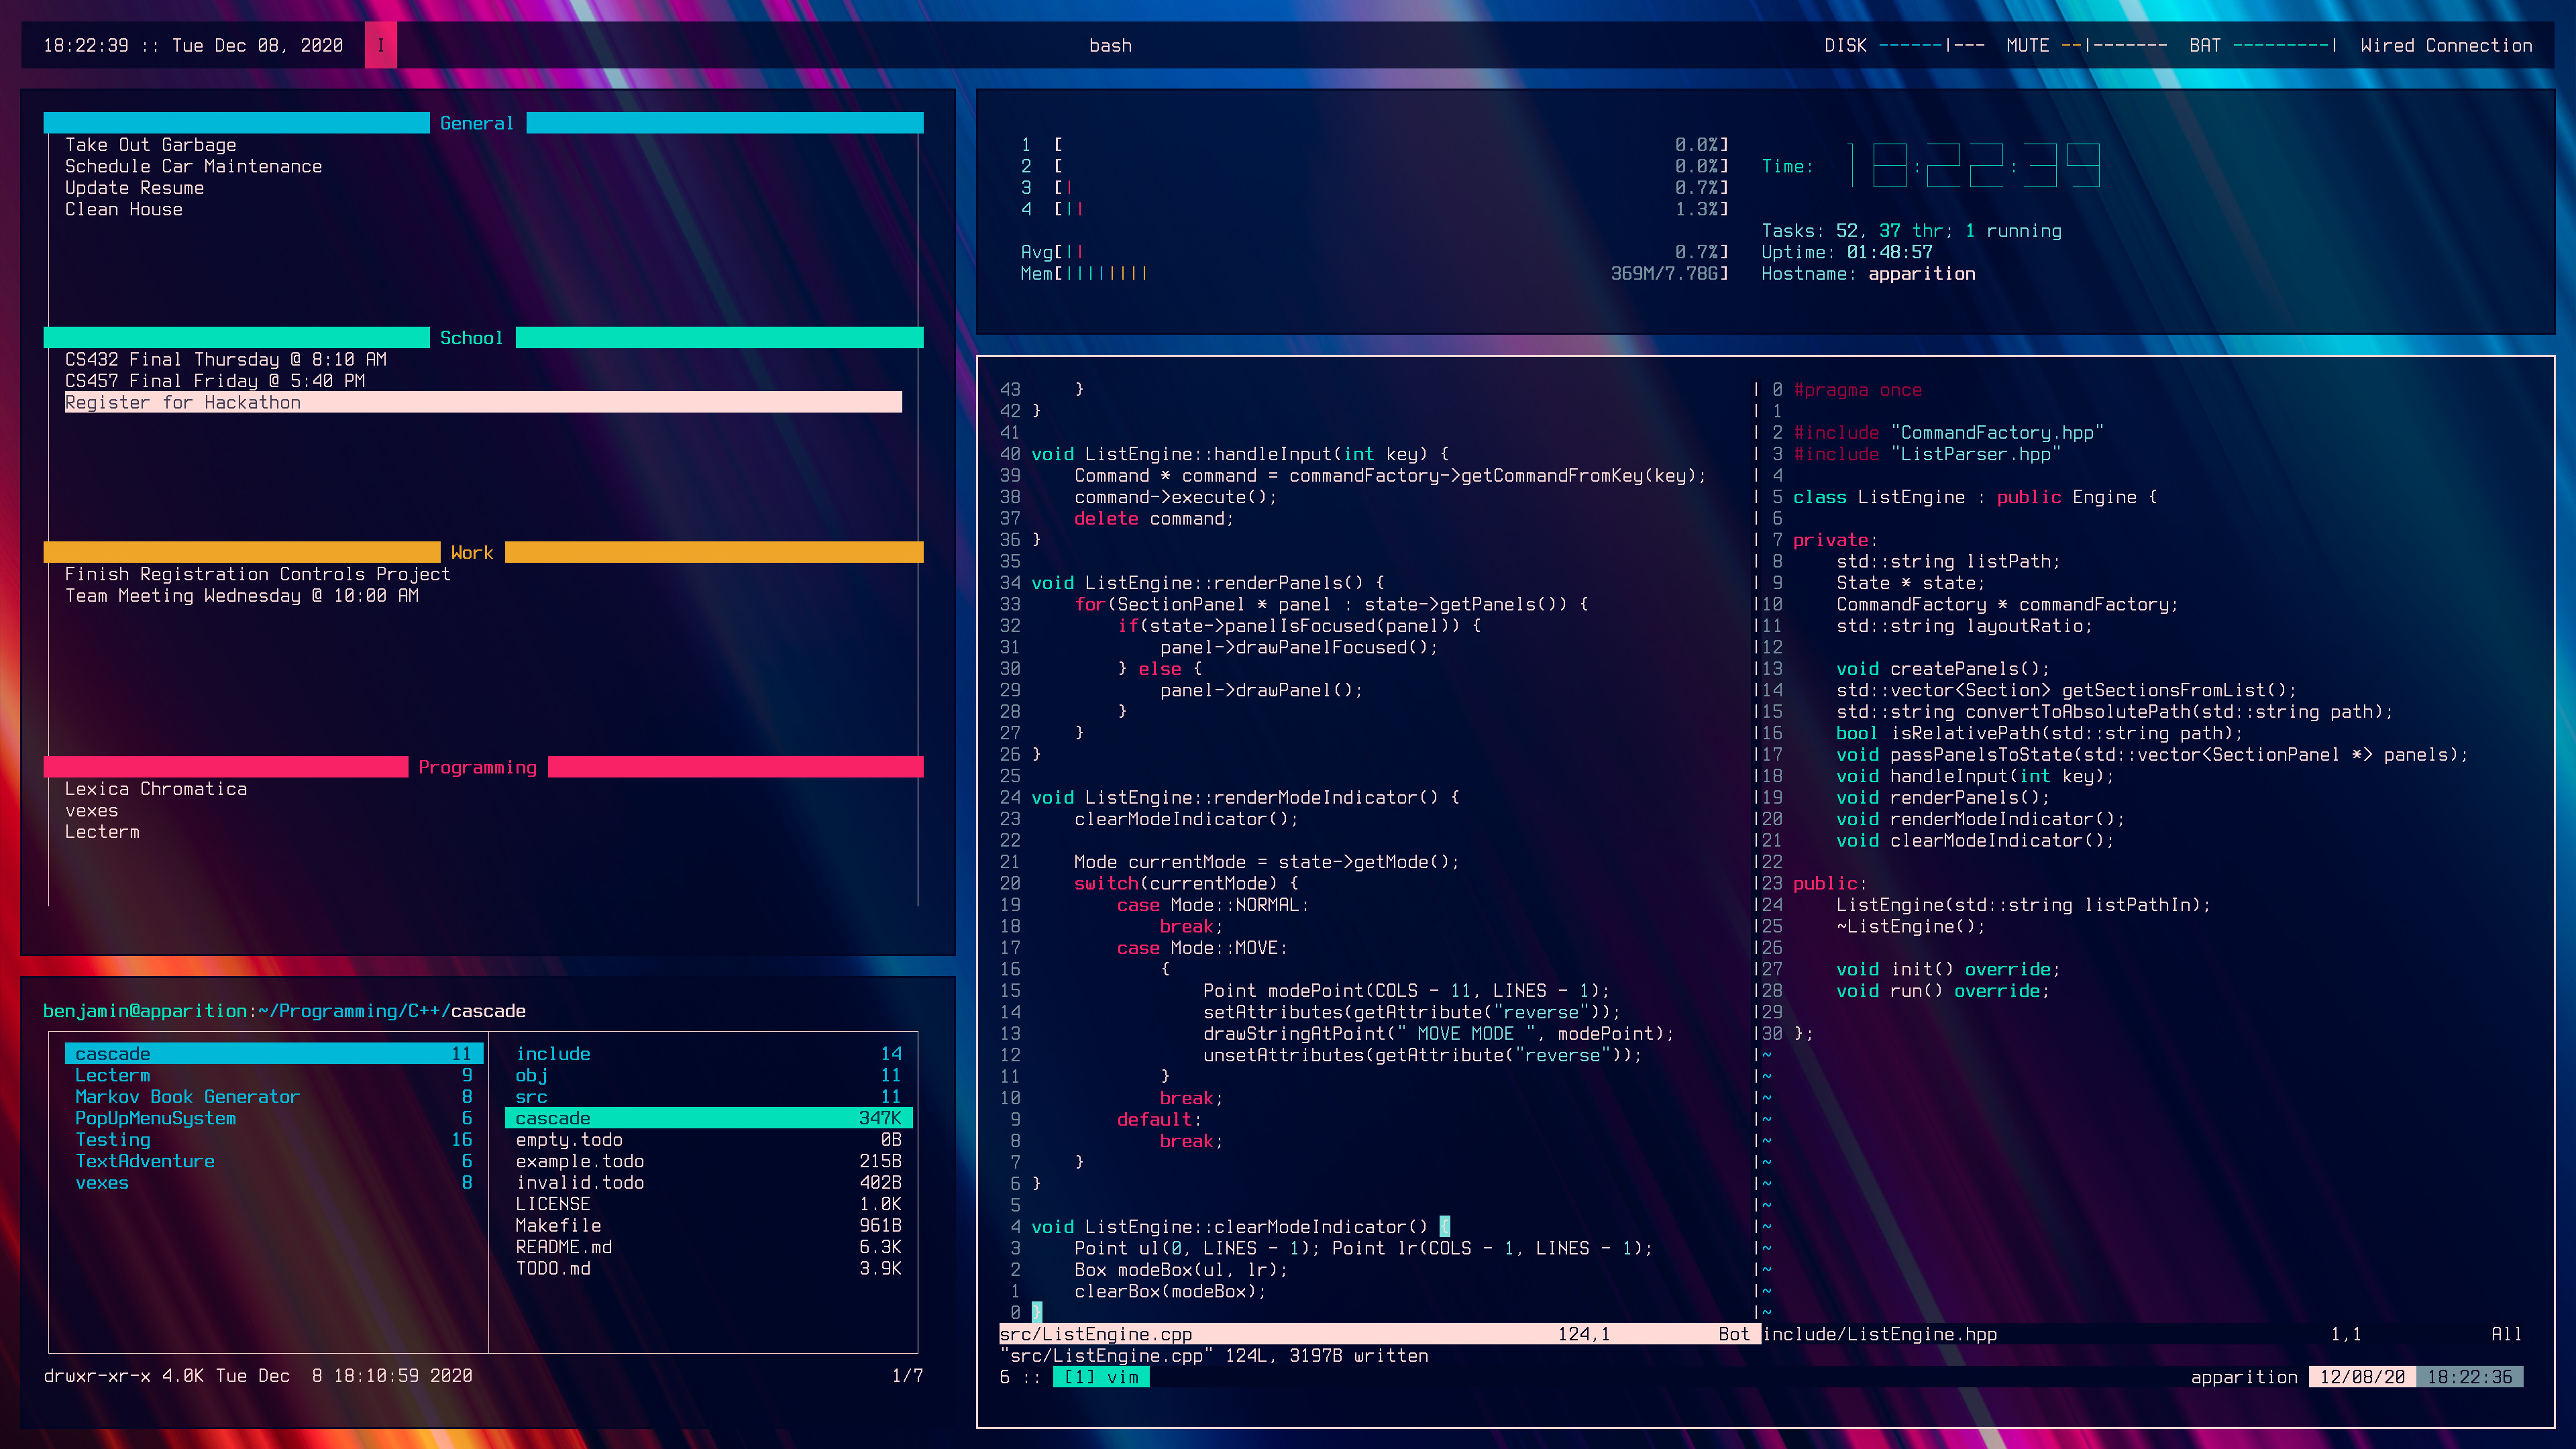 18:22:39 :: Tue Dec 08, 2020 I bash DISK ------|--- MUTE --|------- BAT ---------| Wired Connection
General
Take Out Garbage
Schedule Car Maintenance
Update Resume
Clean House
School
CS432 Final Thursday @ 8:10 AM
CS457 Final Friday @ 5:40 PM
Register for Hackathon
Work
Finish Registration Controls Project
Team Meeting Wednesday @ 10:00 AM
Programming
Lexica Chromatica
vexes
Lecterm
benjamin@apparition:~/Programming/C++/cascade
cascade 11
Lecterm 9
Markov Book Generator 8
PopUpMenuSystem 6
Testing 16
TextAdventure 6
vexes 8
include 14
obj 11
src 11
cascade 347K
empty.todo 0B
example.todo 215B
invalid.todo 402B
LICENSE 1.0K
Makefile 961B
README.md 6.3K
TODO.md 3.9K
drwxr-xr-x 4.0K Tue Dec  8 18:10:59 2020 1/7
1 [ 0.0%]
2 [ 0.0%]
3 [| 0.7%]
4 [|| 1.3%]
Avg[|| 0.7%]
Mem[|||||||| 369M/7.78G]
Time: 18:22:39
Tasks: 52, 37 thr; 1 running
Uptime: 01:48:57
Hostname: apparition
43     }
42 }
41
40 void ListEngine::handleInput(int key) {
39     Command * command = commandFactory->getCommandFromKey(key);
38     command->execute();
37     delete command;
36 }
35
34 void ListEngine::renderPanels() {
33     for(SectionPanel * panel : state->getPanels()) {
32         if(state->panelIsFocused(panel)) {
31             panel->drawPanelFocused();
30         } else {
29             panel->drawPanel();
28         }
27     }
26 }
25
24 void ListEngine::renderModeIndicator() {
23     clearModeIndicator();
22
21     Mode currentMode = state->getMode();
20     switch(currentMode) {
19         case Mode::NORMAL:
18             break;
17         case Mode::MOVE:
16             {
15                 Point modePoint(COLS - 11, LINES - 1);
14                 setAttributes(getAttribute("reverse"));
13                 drawStringAtPoint(" MOVE MODE ", modePoint);
12                 unsetAttributes(getAttribute("reverse"));
11             }
10             break;
9         default:
8             break;
7     }
6 }
5
4 void ListEngine::clearModeIndicator() {
3     Point ul(0, LINES - 1); Point lr(COLS - 1, LINES - 1);
2     Box modeBox(ul, lr);
1     clearBox(modeBox);
0 }
src/ListEngine.cpp 124,1 Bot
0 #pragma once
1
2 #include "CommandFactory.hpp"
3 #include "ListParser.hpp"
4
5 class ListEngine : public Engine {
6
7 private:
8     std::string listPath;
9     State * state;
10     CommandFactory * commandFactory;
11     std::string layoutRatio;
12
13     void createPanels();
14     std::vector<Section> getSectionsFromList();
15     std::string convertToAbsolutePath(std::string path);
16     bool isRelativePath(std::string path);
17     void passPanelsToState(std::vector<SectionPanel *> panels);
18     void handleInput(int key);
19     void renderPanels();
20     void renderModeIndicator();
21     void clearModeIndicator();
22
23 public:
24     ListEngine(std::string listPathIn);
25     ~ListEngine();
26
27     void init() override;
28     void run() override;
29
30 };
~
~
~
~
~
~
~
~
~
~
~
~
~
include/ListEngine.hpp 1,1 All
"src/ListEngine.cpp" 124L, 3197B written
6 :: [1] vim apparition 12/08/20 18:22:36